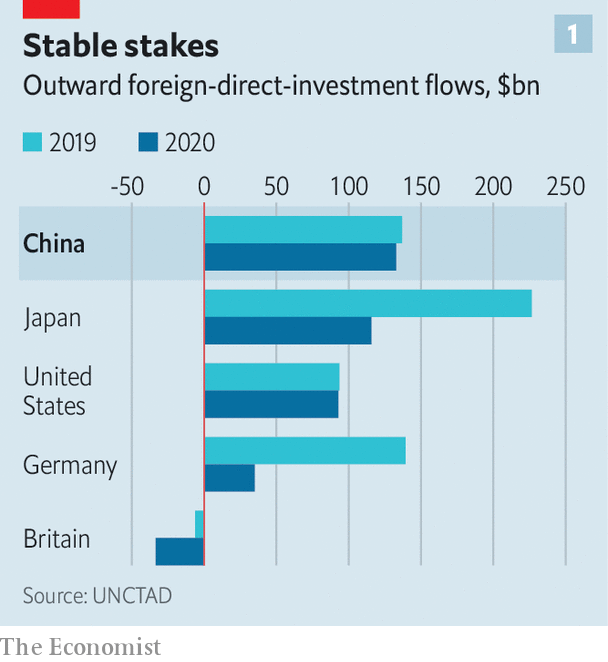 1
Stable stakes
Outward foreign-direct-investment flows, $bn
2019 2020
-50 0 50 100 150 200 250
China
Japan
United
States
Germany
Britain
Source: UNCTAD
The Economist